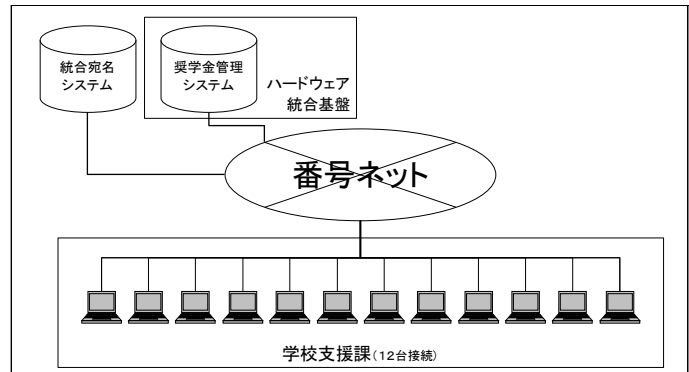 統合宛名
システム
奨学金管理
システム
ハードウェア
統合基盤
番号ネット
学校支援課(12台接続)